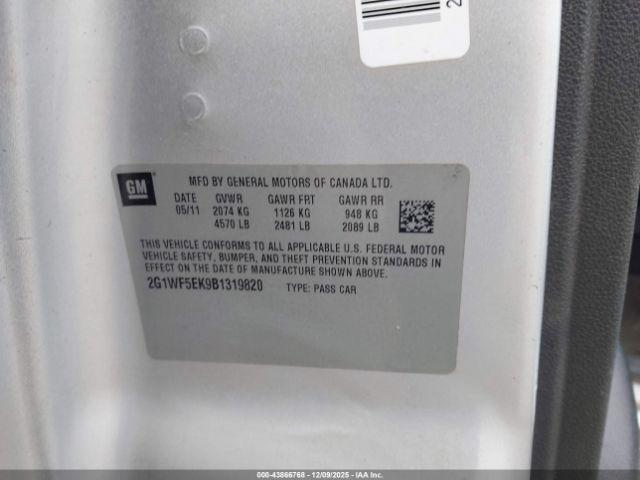 2
GM
MFD BY GENERAL MOTORS OF CANADA LTD.
DATE GVWR GAWR FRT GAWR RR
05/11 2074 KG 1126 KG 948 KG
4570 LB 2481 LB 2089 LB
THIS VEHICLE CONFORMS TO ALL APPLICABLE U.S. FEDERAL MOTOR
VEHICLE SAFETY, BUMPER, AND THEFT PREVENTION STANDARDS
IN EFFECT ON THE DATE OF MANUFACTURE SHOWN ABOVE.
2G1WF5EK9B1319820 TYPE: PASS CAR
000-43866768 - 12/09/2025 - IAA, Inc.